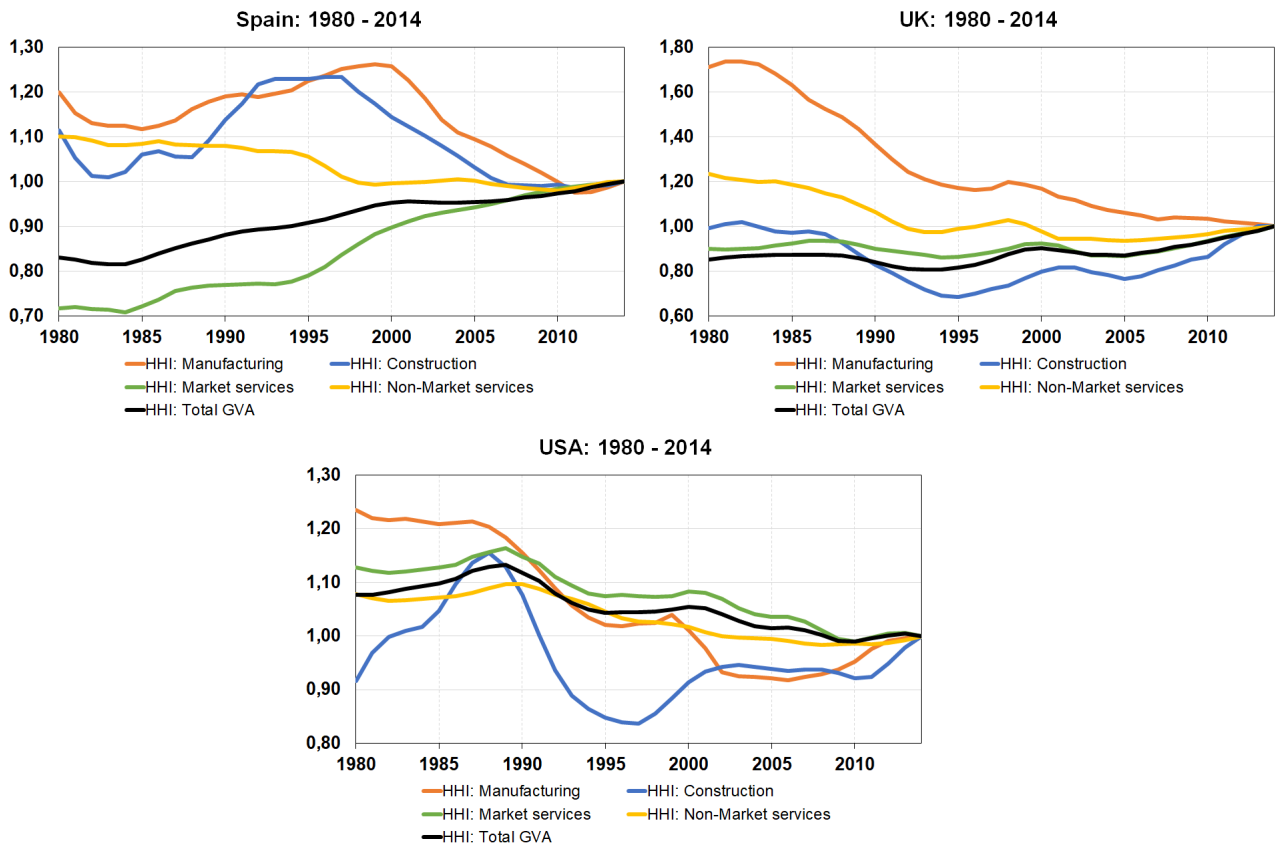 Spain: 1980 - 2014
1,30
1,20
1,10
1,00
0,90
0,80
0,70
1980 1985 1990 1995 2000 2005 2010
HHI: Manufacturing HHI: Construction
HHI: Market services HHI: Non-Market services
HHI: Total GVA
UK: 1980 - 2014
1,80
1,60
1,40
1,20
1,00
0,80
0,60
1980 1985 1990 1995 2000 2005 2010
HHI: Manufacturing HHI: Construction
HHI: Market services HHI: Non-Market services
HHI: Total GVA
USA: 1980 - 2014
1,30
1,20
1,10
1,00
0,90
0,80
1980 1985 1990 1995 2000 2005 2010
HHI: Manufacturing HHI: Construction
HHI: Market services HHI: Non-Market services
HHI: Total GVA